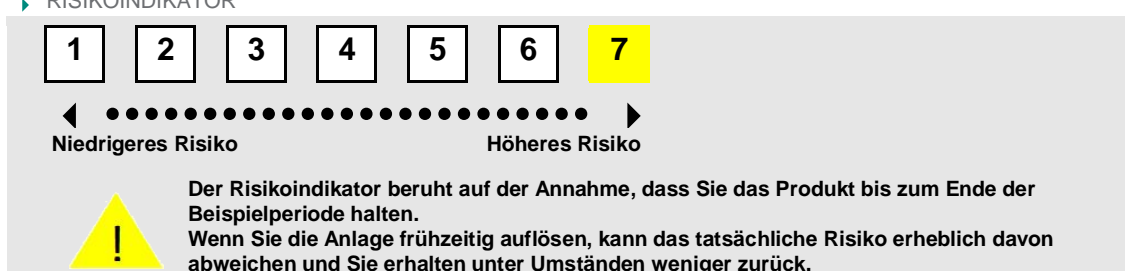 RISIKOINDIKATOR
1 2 3 4 5 6 7
Niedrigeres Risiko Höheres Risiko
Der Risikoindikator beruht auf der Annahme, dass Sie das Produkt bis zum Ende der
Beispielperiode halten.
! Wenn Sie die Anlage frühzeitig auflösen, kann das tatsächliche Risiko erheblich davon
abweichen und Sie erhalten unter Umständen weniger zurück.